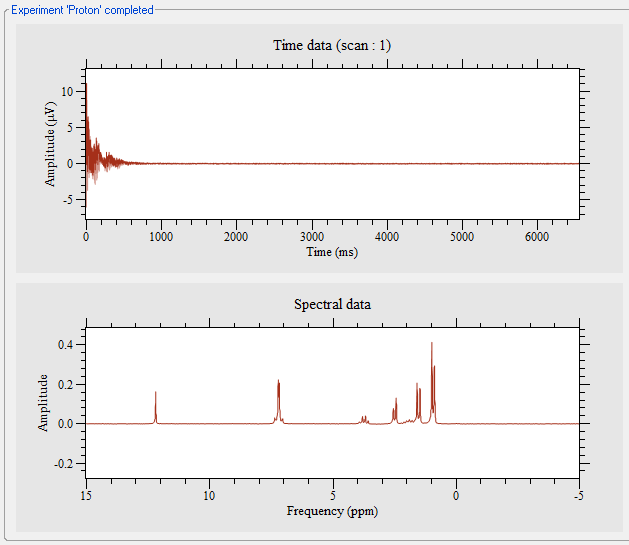 Experiment 'Proton' completed
Time data (scan : 1)
Amplitude (µV)
10
5
0
-5
0 1000 2000 3000 4000 5000 6000
Time (ms)
Spectral data
Amplitude
0.4
0.2
0.0
-0.2
15 10 5 0 -5
Frequency (ppm)